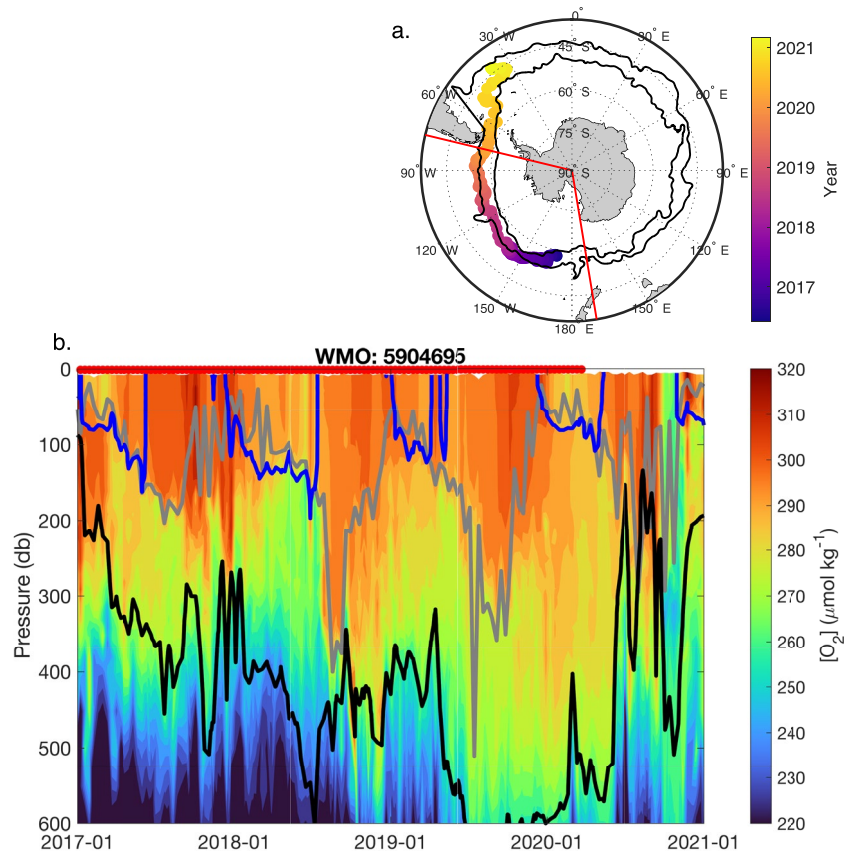 a.
0°
30° W
30° E
45° S
60° W
60° S
60° E
75° S
90° W
90° S
90° E
120° W
120° E
150° W
150° E
180° E
2021
2020
2019
2018
2017
Year
b.
WMO: 5904695
0
100
200
300
400
500
600
Pressure (db)
2017-01
2018-01
2019-01
2020-01
2021-01
320
310
300
290
280
270
260
250
240
230
220
[O₂] (μmol kg⁻¹)